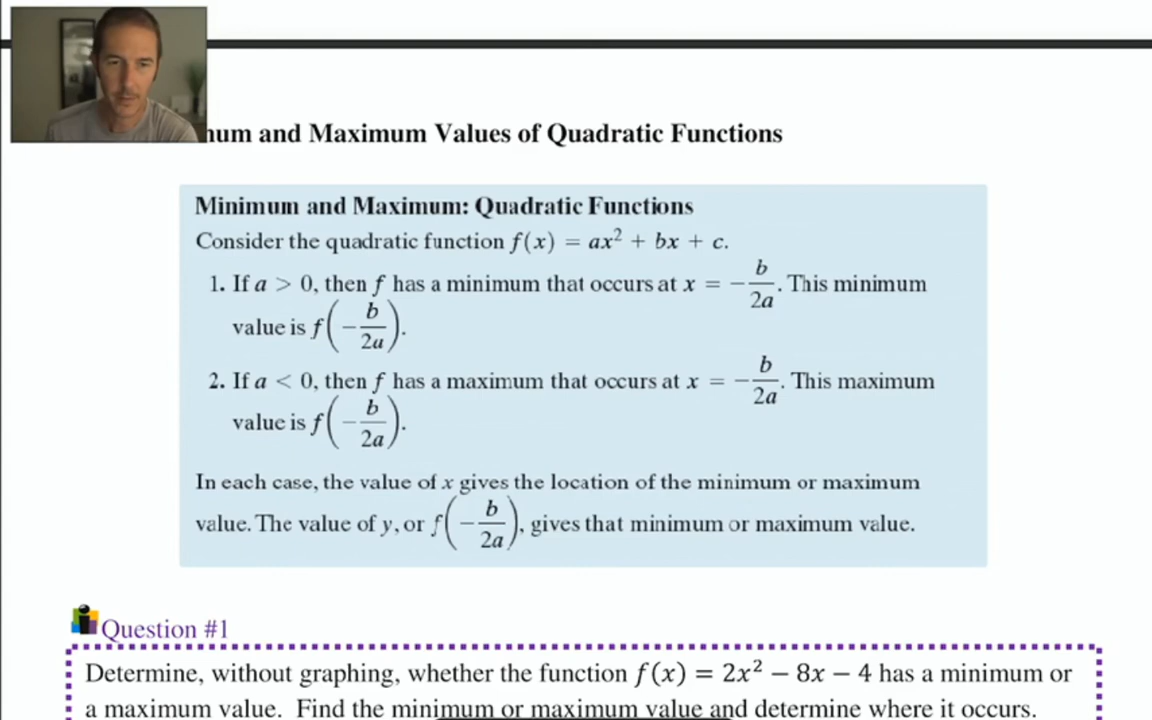 num and Maximum Values of Quadratic Functions
Minimum and Maximum: Quadratic Functions
Consider the quadratic function f(x) = ax² + bx + c.
1. If a > 0, then f has a minimum that occurs at x = −b/2a. This minimum
value is f(−b/2a).
2. If a < 0, then f has a maximum that occurs at x = −b/2a. This maximum
value is f(−b/2a).
In each case, the value of x gives the location of the minimum or maximum
value. The value of y, or f(−b/2a), gives that minimum or maximum value.
Question #1
Determine, without graphing, whether the function f(x) = 2x² − 8x − 4 has a minimum or
a maximum value. Find the minimum or maximum value and determine where it occurs.